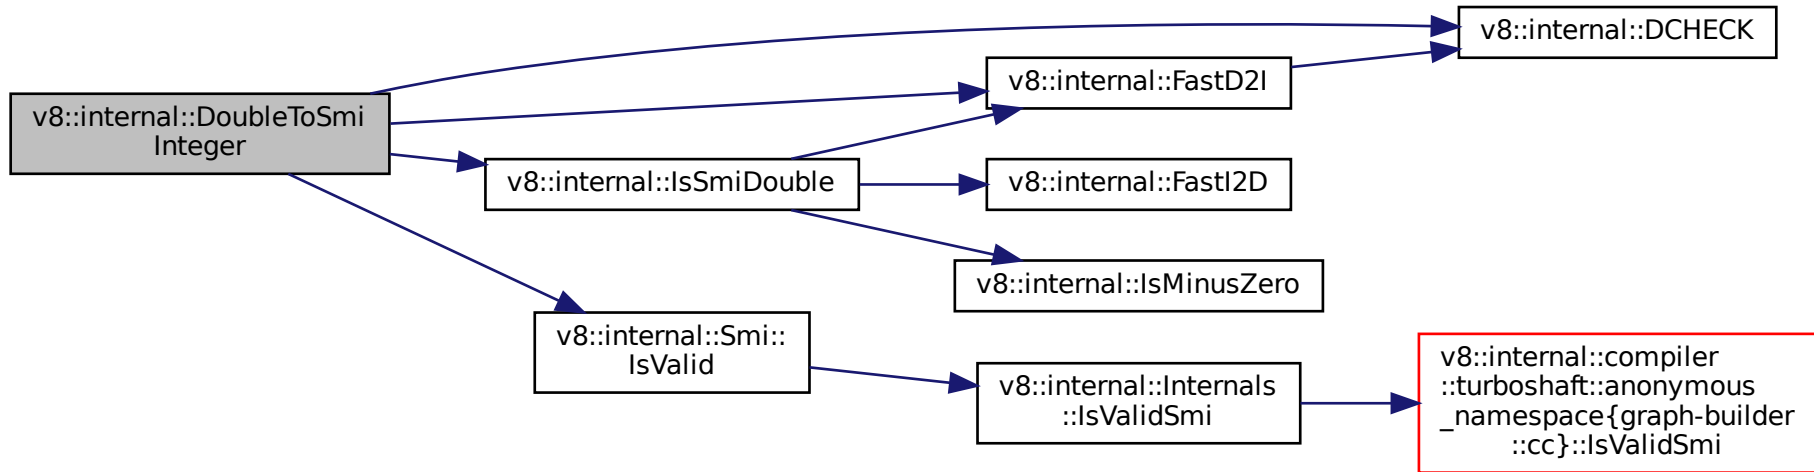 v8::internal::DoubleToSmi
Integer
v8::internal::DCHECK
v8::internal::FastD2I
v8::internal::IsSmiDouble
v8::internal::FastI2D
v8::internal::IsMinusZero
v8::internal::Smi::
IsValid
v8::internal::Internals
::IsValidSmi
v8::internal::compiler
::turboshaft::anonymous
_namespace{graph-builder
::cc}::IsValidSmi